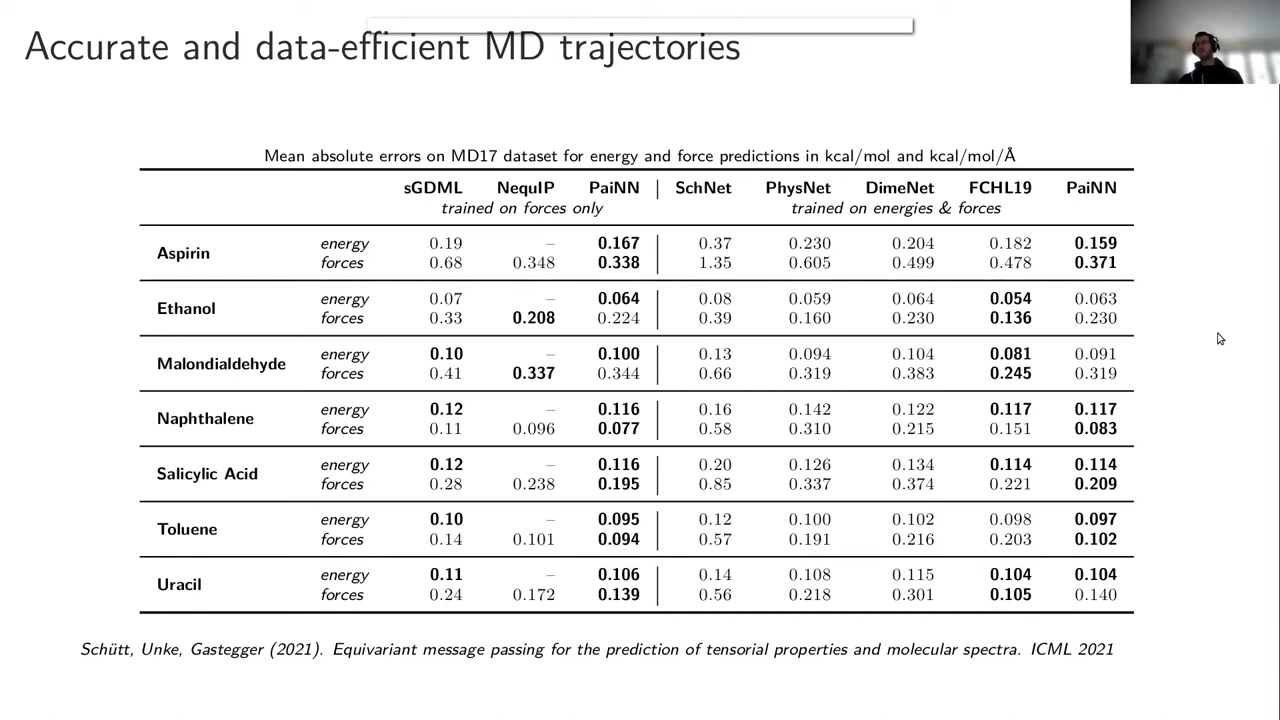 Accurate and data-efficient MD trajectories
Mean absolute errors on MD17 dataset for energy and force predictions in kcal/mol and kcal/mol/Å
sGDML NequIP PaiNN | SchNet PhysNet DimeNet FCHL19 PaiNN
trained on forces only trained on energies & forces
Aspirin
energy 0.19 – 0.167 0.37 0.230 0.204 0.182 0.159
forces 0.68 0.348 0.338 1.35 0.605 0.499 0.478 0.371
Ethanol
energy 0.07 – 0.064 0.08 0.059 0.064 0.054 0.063
forces 0.33 0.208 0.224 0.39 0.160 0.230 0.136 0.230
Malondialdehyde
energy 0.10 – 0.100 0.13 0.094 0.104 0.081 0.091
forces 0.41 0.337 0.344 0.66 0.319 0.383 0.245 0.319
Naphthalene
energy 0.12 – 0.116 0.16 0.142 0.122 0.117 0.117
forces 0.11 0.096 0.077 0.58 0.310 0.215 0.151 0.083
Salicylic Acid
energy 0.12 – 0.116 0.20 0.126 0.134 0.114 0.114
forces 0.28 0.238 0.195 0.85 0.337 0.374 0.221 0.209
Toluene
energy 0.10 – 0.095 0.12 0.100 0.102 0.098 0.097
forces 0.14 0.101 0.094 0.57 0.191 0.216 0.203 0.102
Uracil
energy 0.11 – 0.106 0.14 0.108 0.115 0.104 0.104
forces 0.24 0.172 0.139 0.56 0.218 0.301 0.105 0.140
Schütt, Unke, Gastegger (2021). Equivariant message passing for the prediction of tensorial properties and molecular spectra. ICML 2021